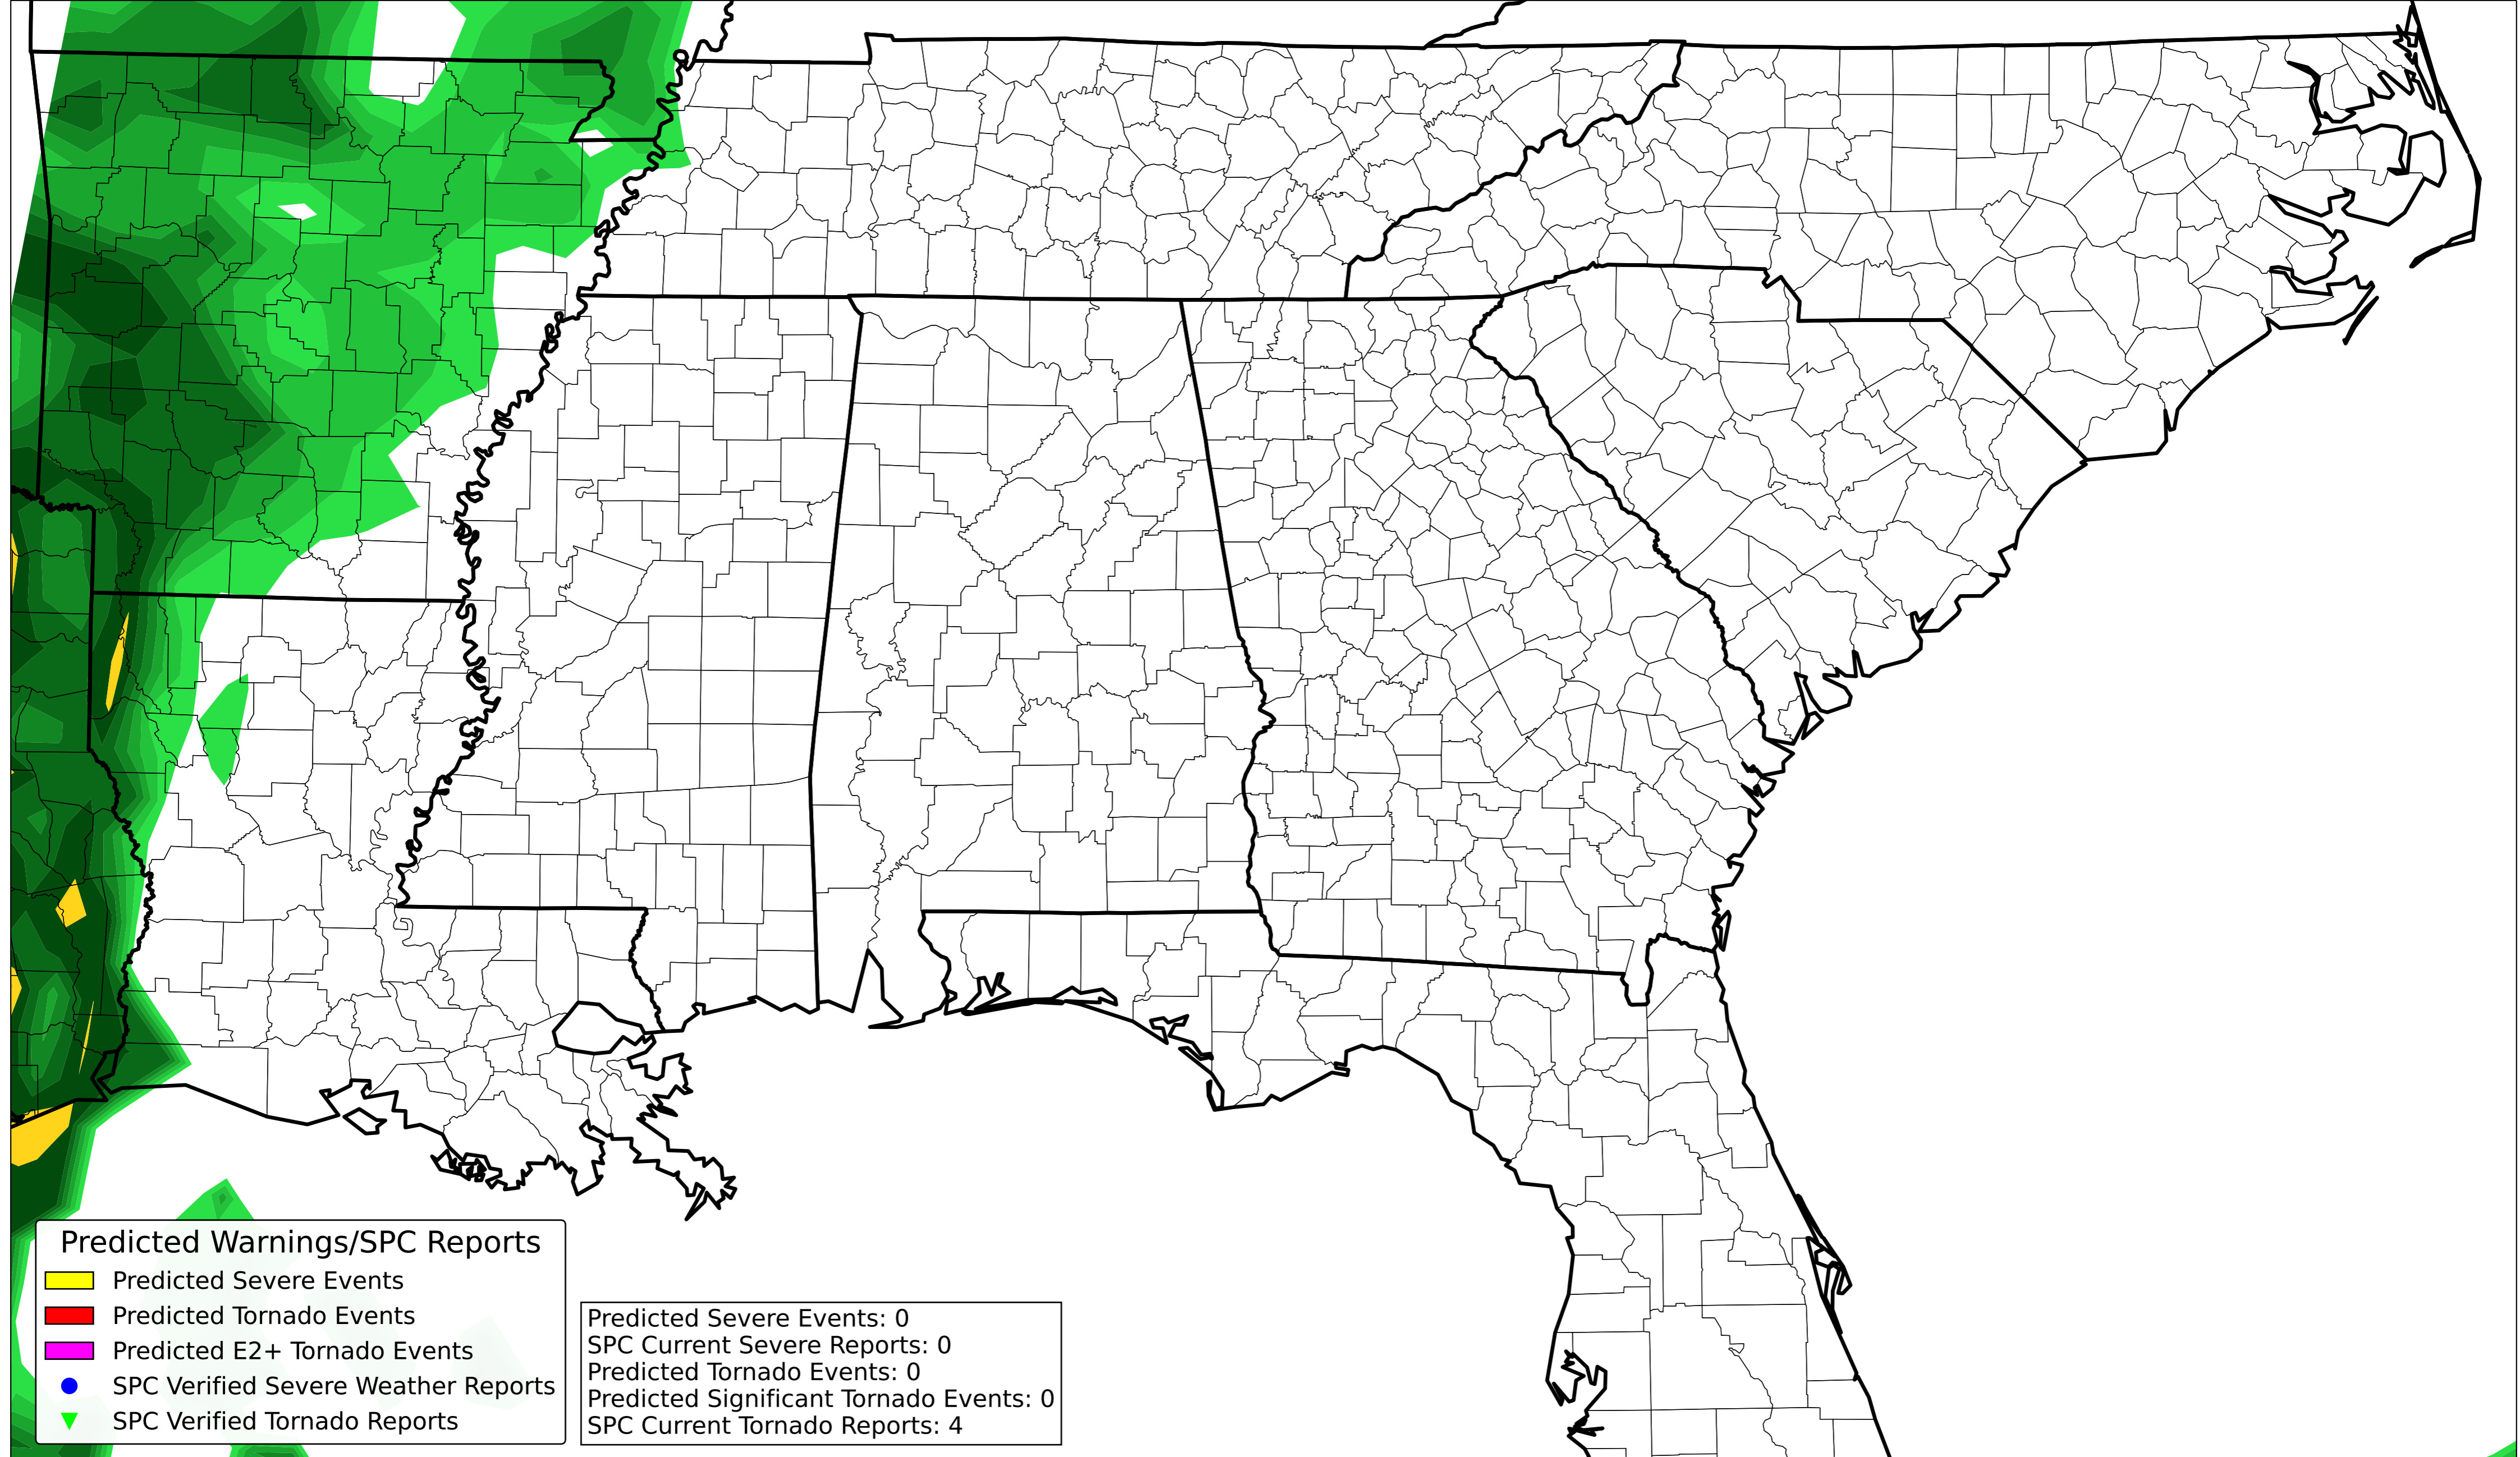 Predicted Warnings/SPC Reports
Predicted Severe Events
Predicted Tornado Events
Predicted E2+ Tornado Events
SPC Verified Severe Weather Reports
SPC Verified Tornado Reports
Predicted Severe Events: 0
SPC Current Severe Reports: 0
Predicted Tornado Events: 0
Predicted Significant Tornado Events: 0
SPC Current Tornado Reports: 4